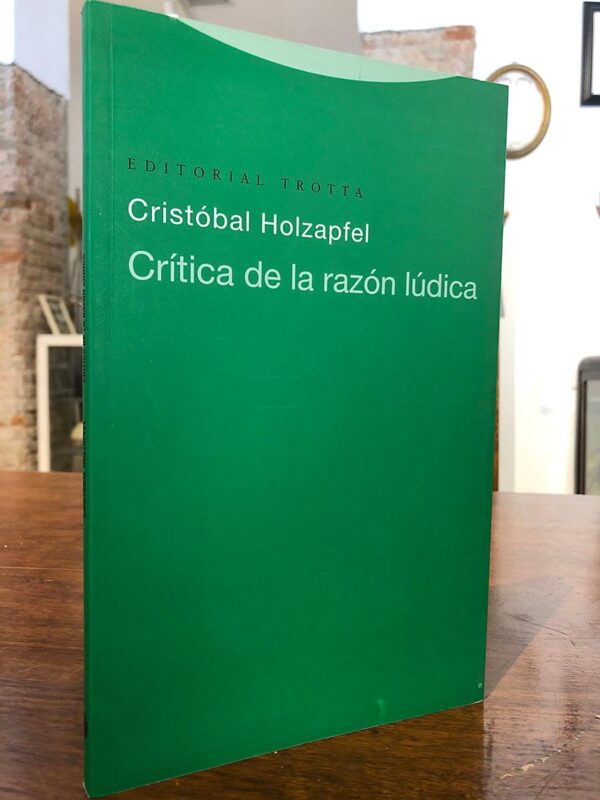 EDITORIAL TROTTA
Cristóbal Holzapfel
Crítica de la razón lúdica